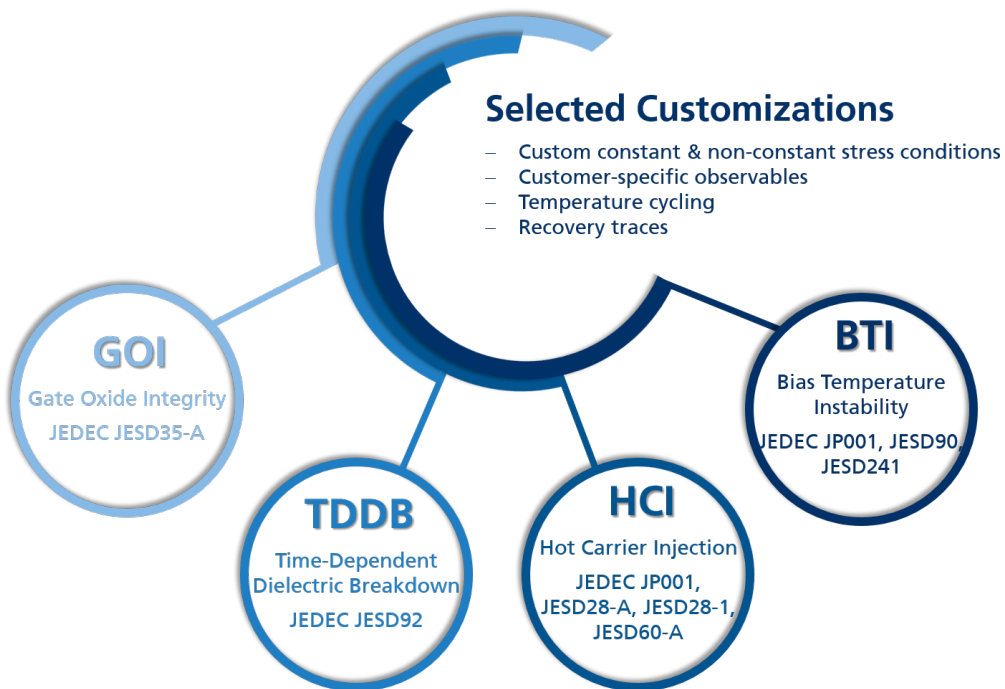 Selected Customizations
– Custom constant & non-constant stress conditions
– Customer-specific observables
– Temperature cycling
– Recovery traces
GOI
Gate Oxide Integrity
JEDEC JESD35-A
TDDB
Time-Dependent
Dielectric Breakdown
JEDEC JESD92
HCI
Hot Carrier Injection
JEDEC JP001,
JESD28-A, JESD28-1,
JESD60-A
BTI
Bias Temperature
Instability
JEDEC JP001, JESD90,
JESD241